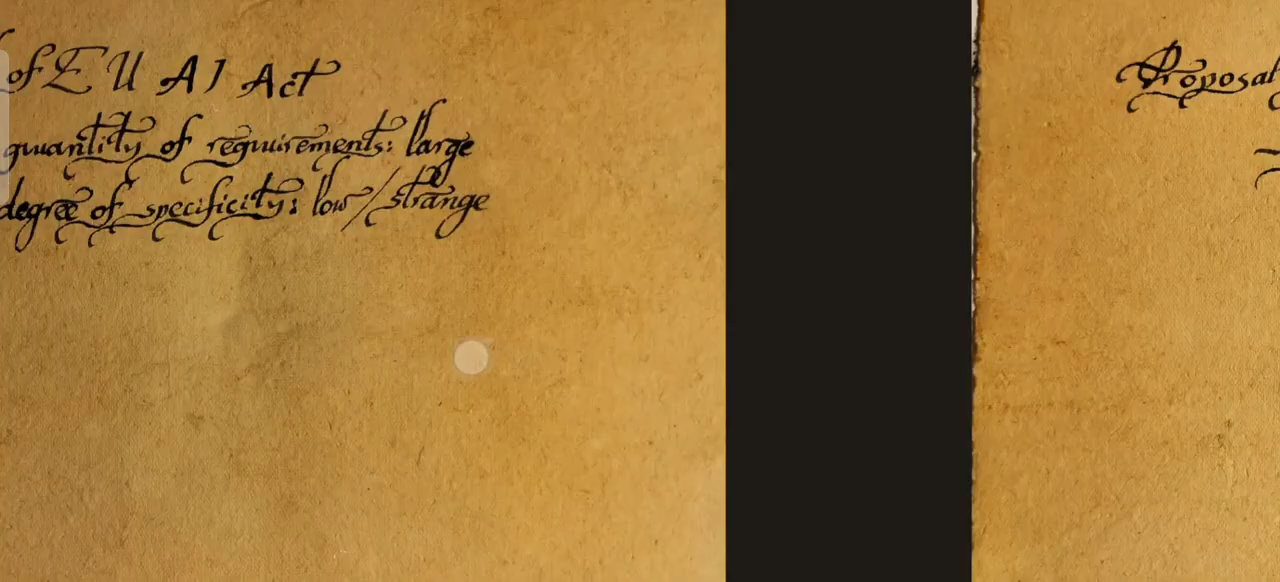 of EU AI Act
quantity of requirements: large
degree of specificity: low/strange
Proposal